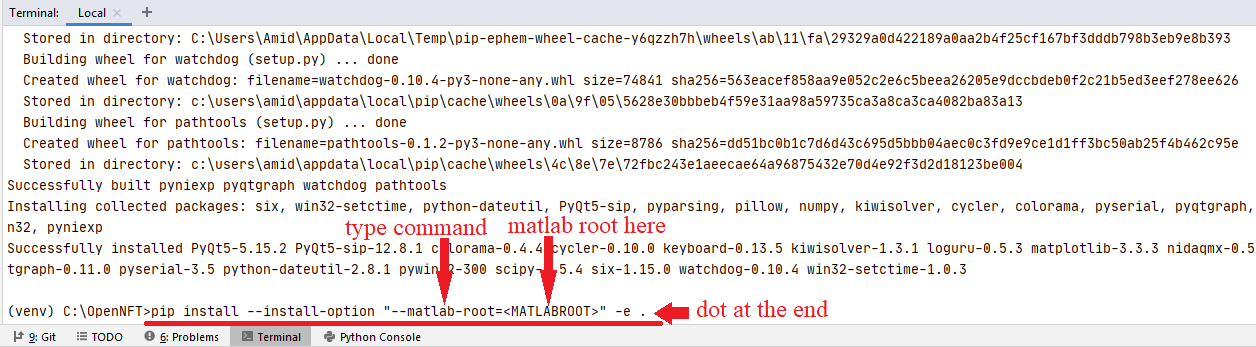 Terminal: Local × +
Stored in directory: C:\Users\Amid\AppData\Local\Temp\pip-ephem-wheel-cache-y6qzzh7h\wheels\ab\11\fa\29329a0d422189a0aa2b4f25cf167bf3dddb798b3eb9e8b393
Building wheel for watchdog (setup.py) ... done
Created wheel for watchdog: filename=watchdog-0.10.4-py3-none-any.whl size=74841 sha256=563eacef858aa9e052c2e6c5beea26205e9dccbdeb0f2c21b5ed3eef278ee626
Stored in directory: c:\users\amid\appdata\local\pip\cache\wheels\0a\9f\05\5628e30bbbeb4f59e31aa98a59735ca3a8ca3ca4082ba83a13
Building wheel for pathtools (setup.py) ... done
Created wheel for pathtools: filename=pathtools-0.1.2-py3-none-any.whl size=8786 sha256=dd51bc0b1c7d6d43c695d5bbb04aec0c3fd9e9ce1d1ff3bc50ab25f4b462c95e
Stored in directory: c:\users\amid\appdata\local\pip\cache\wheels\4c\8e\7e\72fbc243e1aeecae64a96875432e70d4e92f3d2d18123be004
Successfully built pyniexp pyqtgraph watchdog pathtools
Installing collected packages: six, win32-setctime, python-dateutil, PyQt5-sip, pyparsing, pillow, numpy, kiwisolver, cycler, colorama, pyserial, pyqtgraph,
n32, pyniexp
type command matlab root here
Successfully installed PyQt5-5.15.2 PyQt5-sip-12.8.1 colorama-0.4.4 cycler-0.10.0 keyboard-0.13.5 kiwisolver-1.3.1 loguru-0.5.3 matplotlib-3.3.3 nidaqmx-0.5
tgraph-0.11.0 pyserial-3.5 python-dateutil-2.8.1 six-1.15.0 watchdog-0.10.4 win32-setctime-1.0.3
(venv) C:\OpenNFT>pip install --install-option "--matlab-root=<MATLABROOT>" -e .
dot at the end
9: Git TODO 6: Problems Terminal Python Console